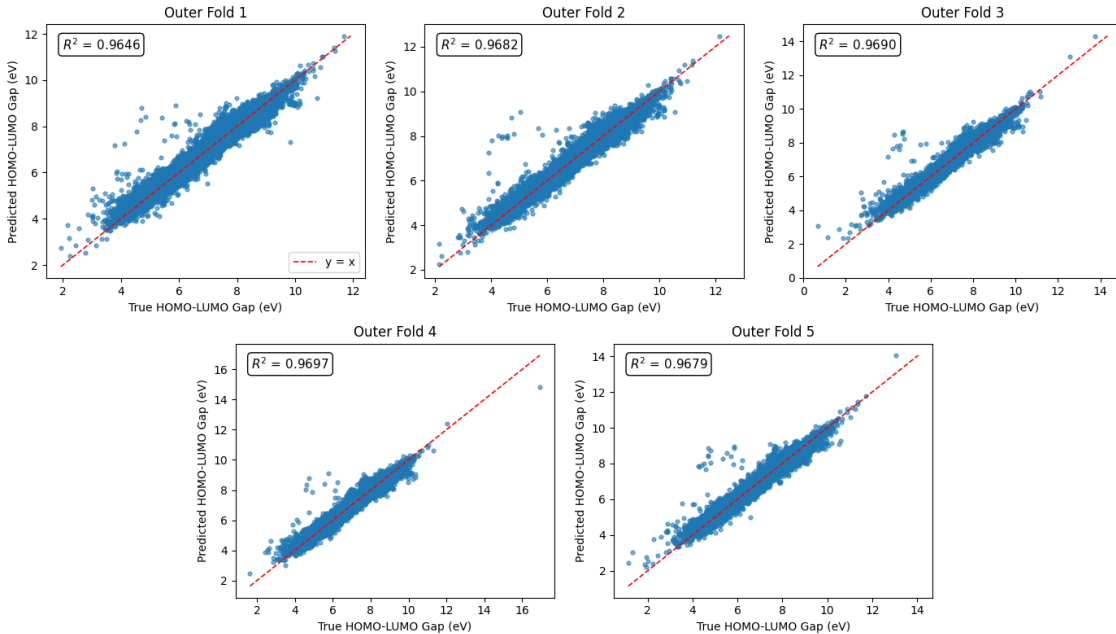 Outer Fold 1
R² = 0.9646
Predicted HOMO-LUMO Gap (eV)
12
10
8
6
4
2
2 4 6 8 10 12
True HOMO-LUMO Gap (eV)
y = x
Outer Fold 2
R² = 0.9682
Predicted HOMO-LUMO Gap (eV)
12
10
8
6
4
2
2 4 6 8 10 12
True HOMO-LUMO Gap (eV)
Outer Fold 3
R² = 0.9690
Predicted HOMO-LUMO Gap (eV)
14
12
10
8
6
4
2
0
0 2 4 6 8 10 12 14
True HOMO-LUMO Gap (eV)
Outer Fold 4
R² = 0.9697
Predicted HOMO-LUMO Gap (eV)
16
14
12
10
8
6
4
2
2 4 6 8 10 12 14 16
True HOMO-LUMO Gap (eV)
Outer Fold 5
R² = 0.9679
Predicted HOMO-LUMO Gap (eV)
14
12
10
8
6
4
2
2 4 6 8 10 12 14
True HOMO-LUMO Gap (eV)